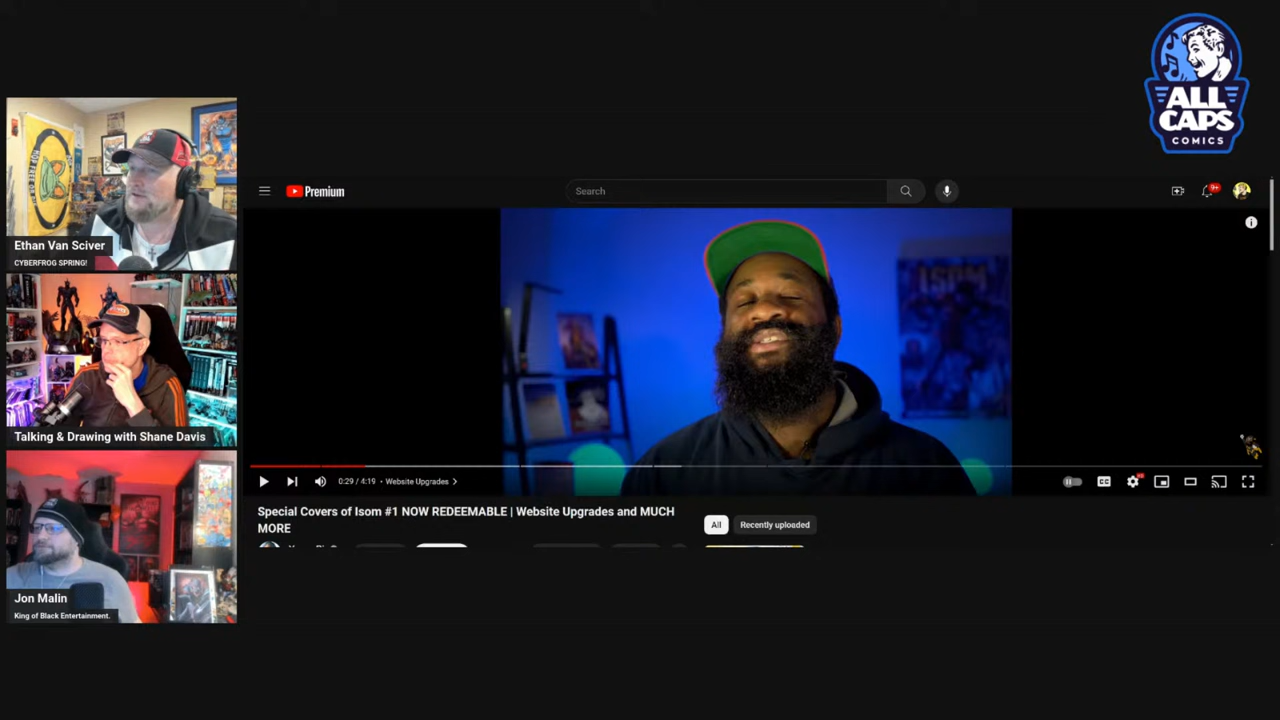 ALL
CAPS
COMICS
Premium
Search
9+
Ethan Van Sciver
CYBERFROG SPRING!
ISOM
Talking & Drawing with Shane Davis
0:29 / 4:19 • Website Upgrades
CC
Special Covers of Isom #1 NOW REDEEMABLE | Website Upgrades and MUCH
MORE
All
Recently uploaded
Jon Malin
King of Black Entertainment.